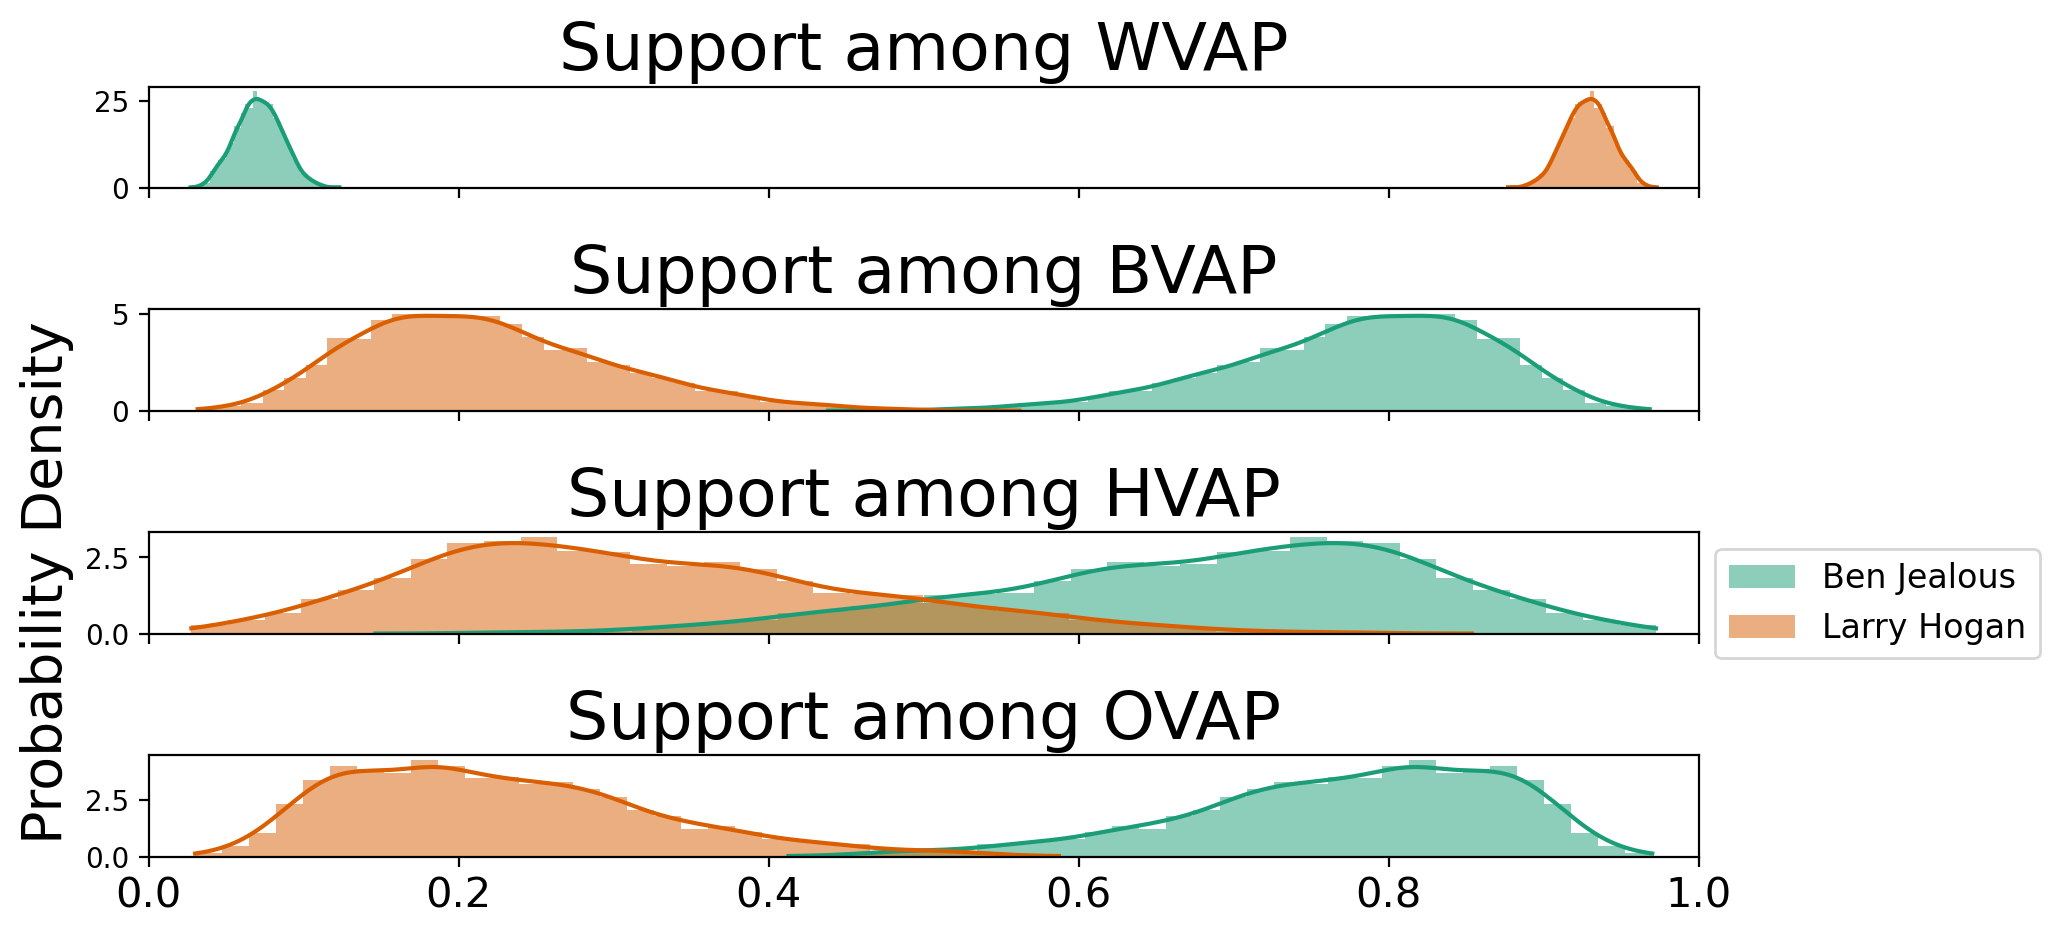 Support among WVAP
25
0
Support among BVAP
5
0
Support among HVAP
2.5
0.0
Support among OVAP
2.5
0.0
0.0 0.2 0.4 0.6 0.8 1.0
Probability Density
Ben Jealous
Larry Hogan